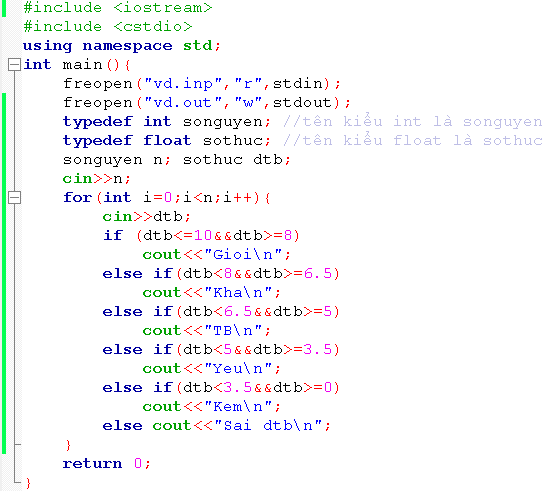 #include <iostream>
#include <cstdio>
using namespace std;
int main(){
    freopen("vd.inp","r",stdin);
    freopen("vd.out","w",stdout);
    typedef int songuyen; //tên kiểu int là songuyen
    typedef float sothuc; //tên kiểu float là sothuc
    songuyen n; sothuc dtb;
    cin>>n;
    for(int i=0;i<n;i++){
        cin>>dtb;
        if (dtb<=10&&dtb>=8)
            cout<<"Gioi\n";
        else if(dtb<8&&dtb>=6.5)
            cout<<"Kha\n";
        else if(dtb<6.5&&dtb>=5)
            cout<<"TB\n";
        else if(dtb<5&&dtb>=3.5)
            cout<<"Yeu\n";
        else if(dtb<3.5&&dtb>=0)
            cout<<"Kem\n";
        else cout<<"Sai dtb\n";
    }
    return 0;
}